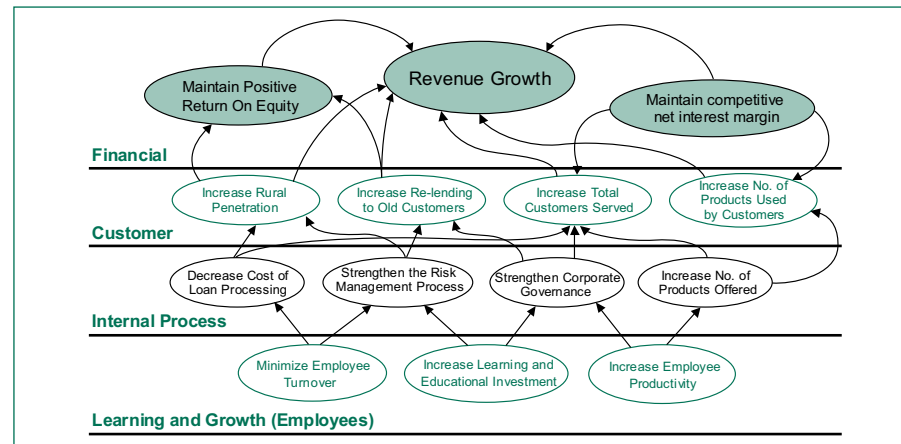 Revenue Growth
Maintain Positive
Return On Equity
Maintain competitive
net interest margin
Financial
Increase Rural
Penetration
Increase Re-lending
to Old Customers
Increase Total
Customers Served
Increase No. of
Products Used
by Customers
Customer
Decrease Cost of
Loan Processing
Strengthen the Risk
Management Process
Strengthen Corporate
Governance
Increase No. of
Products Offered
Internal Process
Minimize Employee
Turnover
Increase Learning and
Educational Investment
Increase Employee
Productivity
Learning and Growth (Employees)